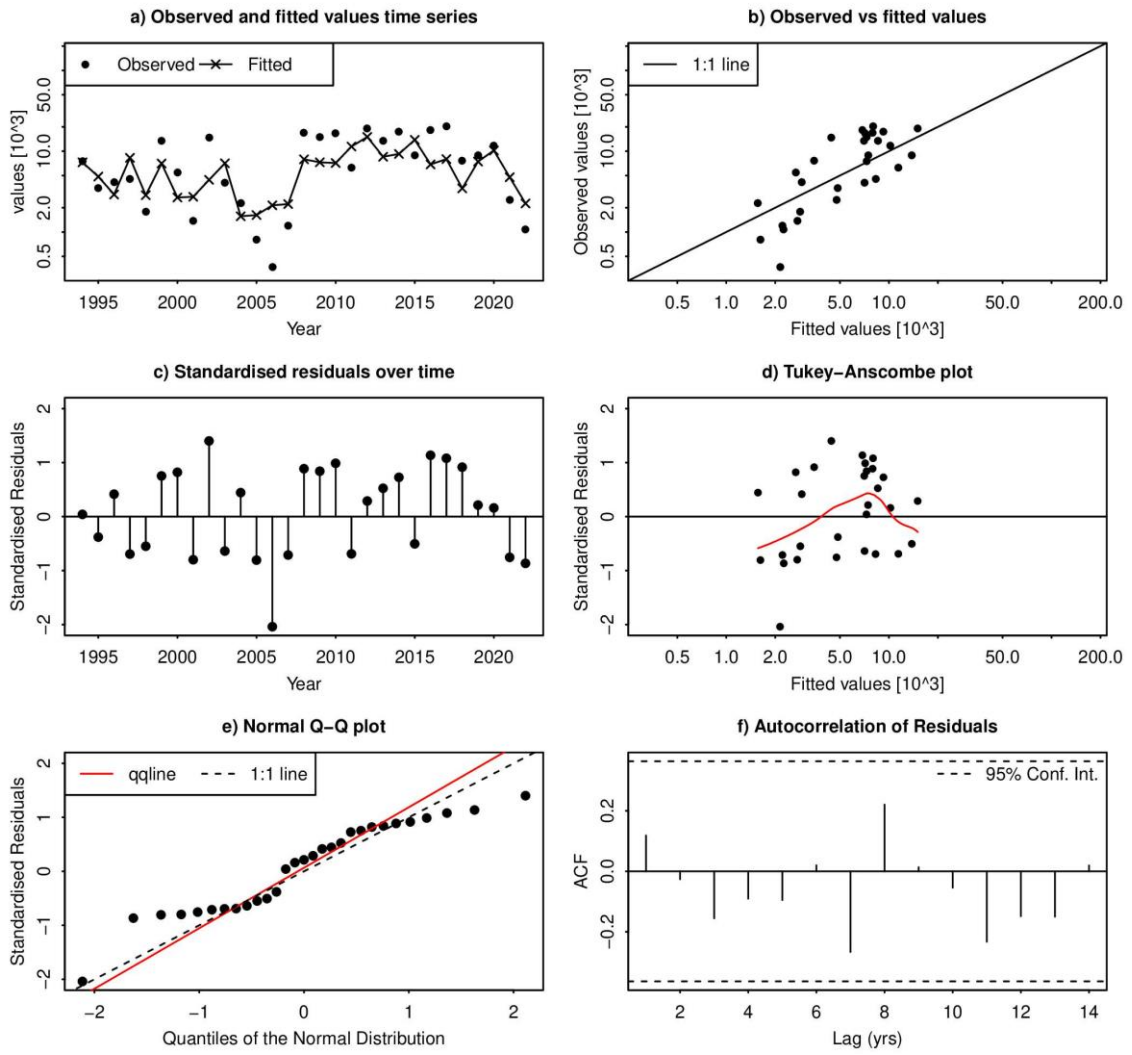 a) Observed and fitted values time series
Observed Fitted
values [10^3]
50.0
10.0
2.0
0.5
1995 2000 2005 2010 2015 2020
Year
b) Observed vs fitted values
1:1 line
Observed values [10^3]
50.0
10.0
2.0
0.5
0.5 1.0 2.0 5.0 10.0 50.0 200.0
Fitted values [10^3]
c) Standardised residuals over time
Standardised Residuals
2
1
0
−1
−2
1995 2000 2005 2010 2015 2020
Year
d) Tukey−Anscombe plot
Standardised Residuals
2
1
0
−1
−2
0.5 1.0 2.0 5.0 10.0 50.0 200.0
Fitted values [10^3]
e) Normal Q−Q plot
qqline 1:1 line
Standardised Residuals
2
1
0
−1
−2
−2 −1 0 1 2
Quantiles of the Normal Distribution
f) Autocorrelation of Residuals
95% Conf. Int.
ACF
0.2
0.0
−0.2
2 4 6 8 10 12 14
Lag (yrs)